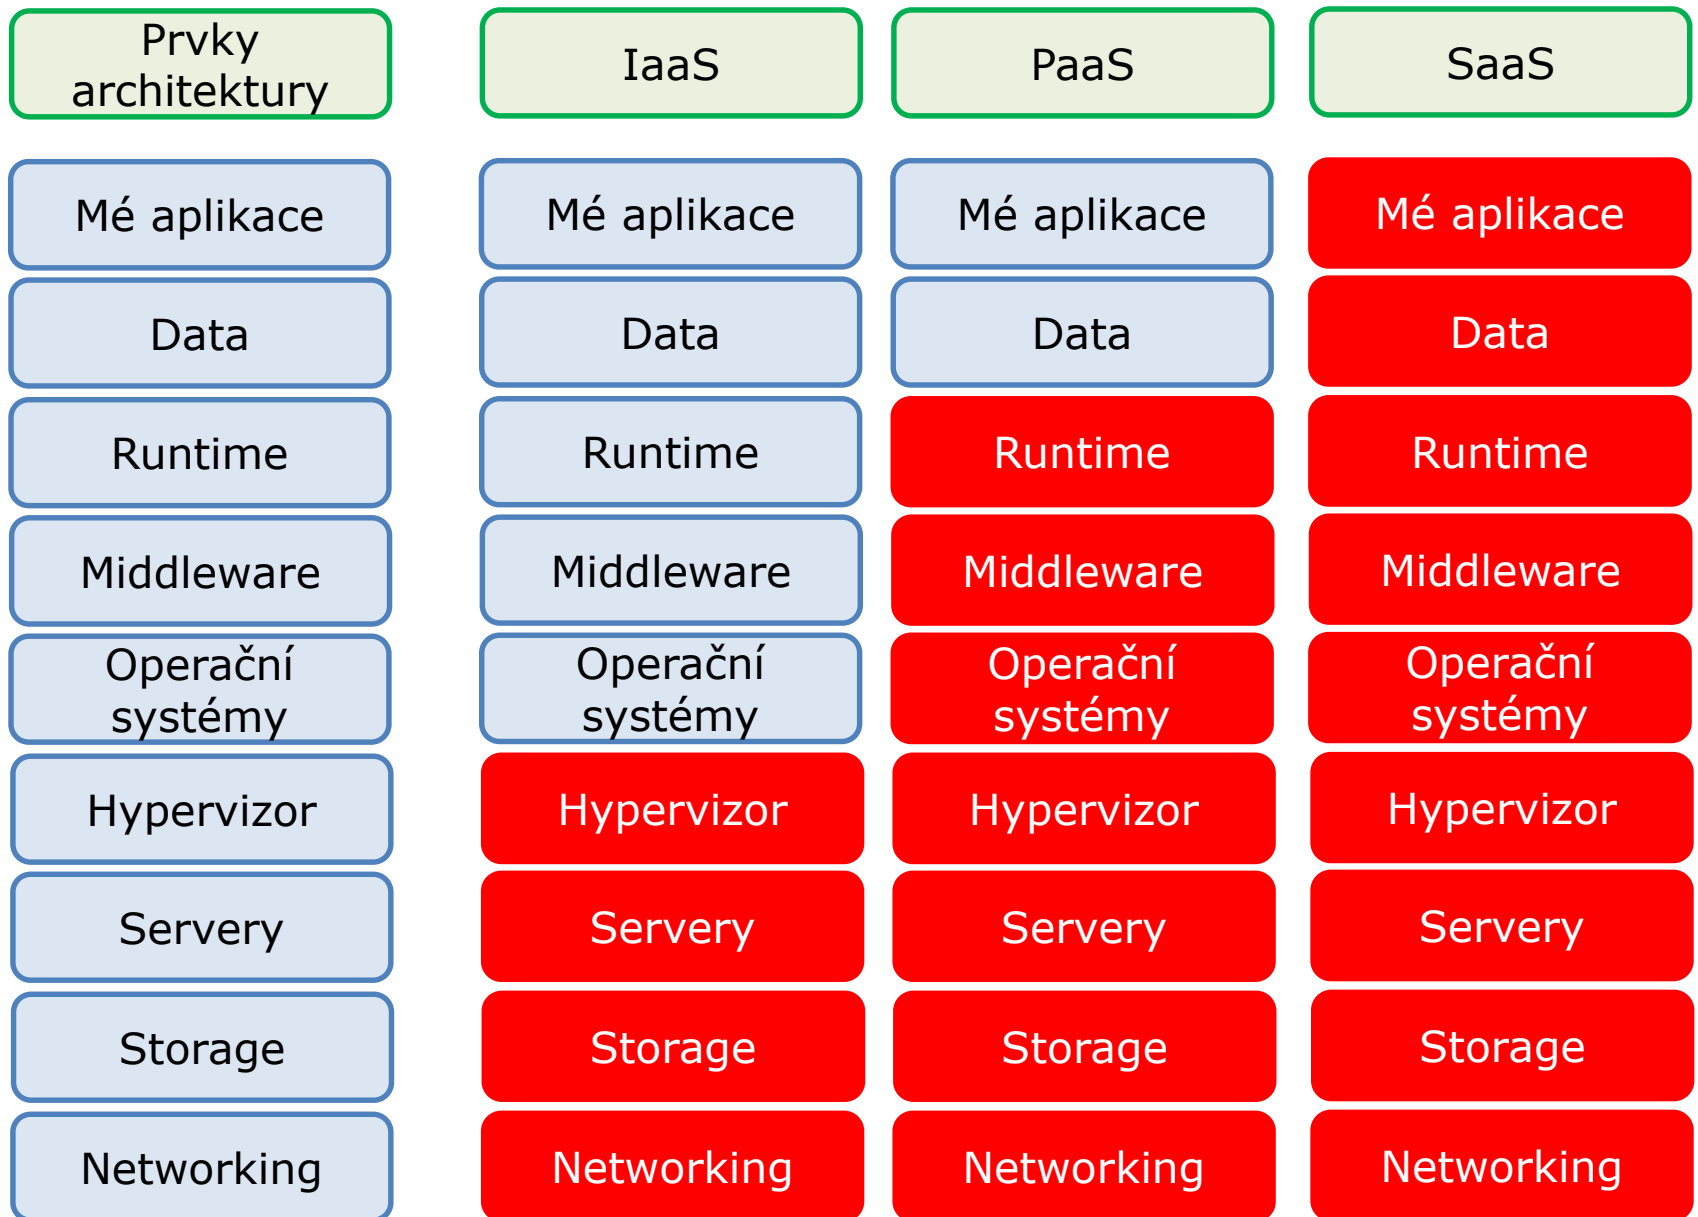 Prvky
architektury
IaaS
PaaS
SaaS
Mé aplikace
Mé aplikace
Mé aplikace
Mé aplikace
Data
Data
Data
Data
Runtime
Runtime
Runtime
Runtime
Middleware
Middleware
Middleware
Middleware
Operační
systémy
Operační
systémy
Operační
systémy
Operační
systémy
Hypervizor
Hypervizor
Hypervizor
Hypervizor
Servery
Servery
Servery
Servery
Storage
Storage
Storage
Storage
Networking
Networking
Networking
Networking